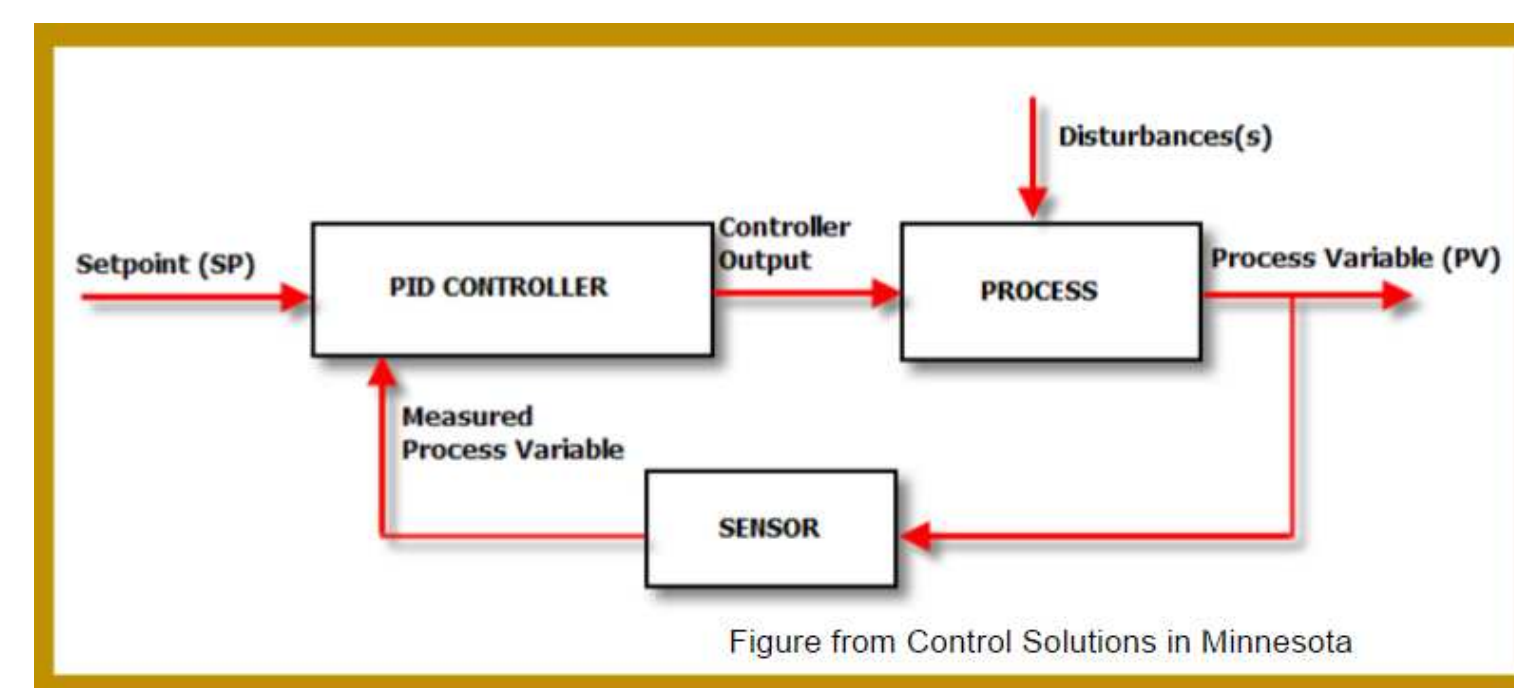 Disturbances(s)
Setpoint (SP)
PID CONTROLLER
Controller
Output
PROCESS
Process Variable (PV)
Measured
Process Variable
SENSOR
Figure from Control Solutions in Minnesota